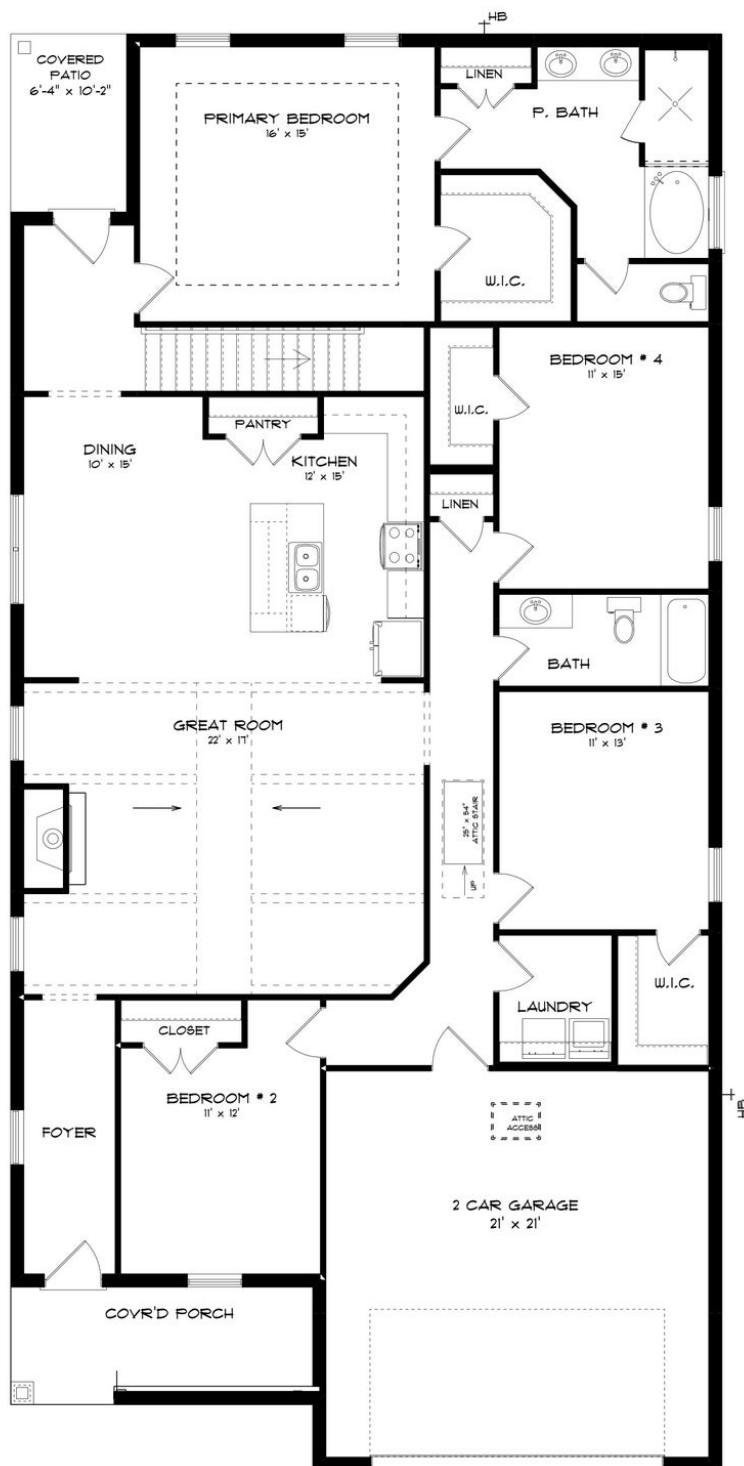 HB
COVERED
PATIO
6'-4" x 10'-2"
LINEN
PRIMARY BEDROOM
16' x 15'
P. BATH
W.I.C.
BEDROOM # 4
11' x 15'
W.I.C.
PANTRY
DINING
10' x 15'
KITCHEN
12' x 15'
LINEN
BATH
GREAT ROOM
22' x 17'
BEDROOM # 3
11' x 13'
25" x 54"
ATTIC STAIR
UP
W.I.C.
LAUNDRY
CLOSET
BEDROOM # 2
11' x 12'
HB
ATTIC
ACCESS
FOYER
2 CAR GARAGE
21' x 21'
COVR'D PORCH